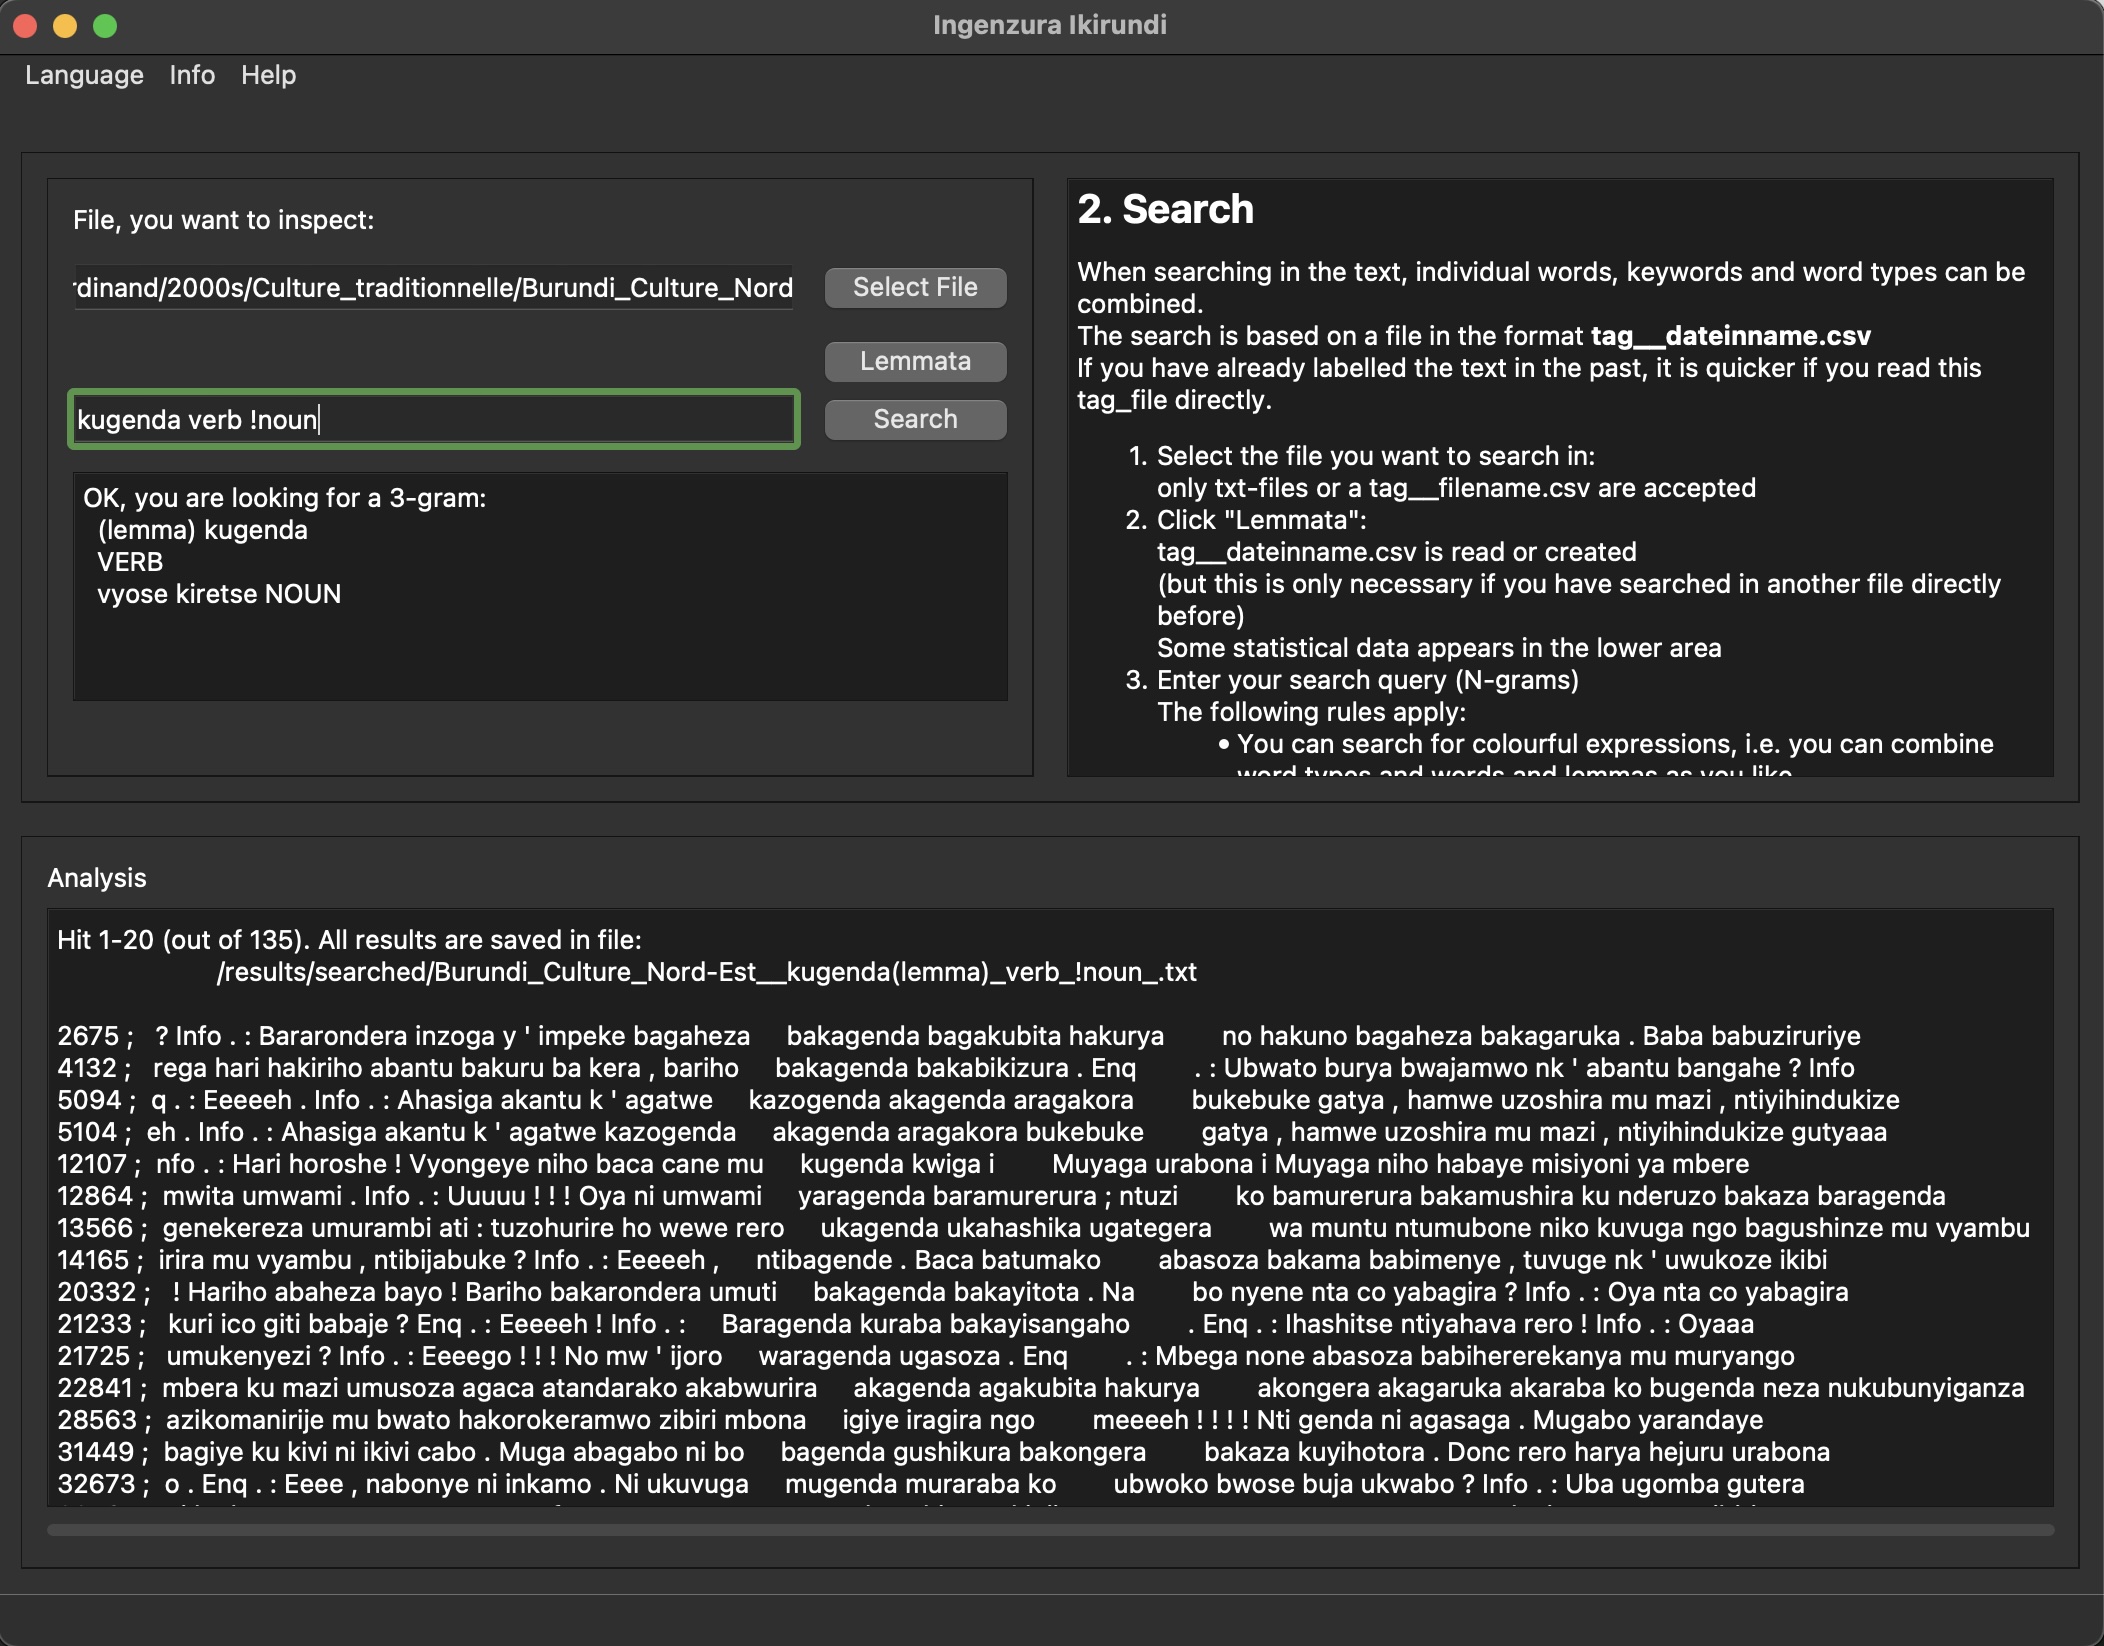 Ingenzura Ikirundi
Language Info Help
File, you want to inspect:
dinand/2000s/Culture_traditionnelle/Burundi_Culture_Nord
Select File
Lemmata
kugenda verb !noun
Search
OK, you are looking for a 3-gram:
(lemma) kugenda
VERB
vyose kiretse NOUN
2. Search
When searching in the text, individual words, keywords and word types can be
combined.
The search is based on a file in the format tag__dateinname.csv
If you have already labelled the text in the past, it is quicker if you read this
tag_file directly.
1. Select the file you want to search in:
only txt-files or a tag__filename.csv are accepted
2. Click "Lemmata":
tag__dateinname.csv is read or created
(but this is only necessary if you have searched in another file directly
before)
Some statistical data appears in the lower area
3. Enter your search query (N-grams)
The following rules apply:
• You can search for colourful expressions, i.e. you can combine
word types and words and lemmas as you like
Analysis
Hit 1-20 (out of 135). All results are saved in file:
/results/searched/Burundi_Culture_Nord-Est__kugenda(lemma)_verb_!noun_.txt
2675 ; ? Info . : Bararondera inzoga y ' impeke bagaheza bakagenda bagakubita hakurya no hakuno bagaheza bakagaruka . Baba babuziruriye
4132 ; rega hari hakiriho abantu bakuru ba kera , bariho bakagenda bakabikizura . Enq . : Ubwato burya bwajamwo nk ' abantu bangahe ? Info
5094 ; q . : Eeeeeh . Info . : Ahasiga akantu k ' agatwe kazogenda akagenda aragakora bukebuke gatya , hamwe uzoshira mu mazi , ntiyihindukize
5104 ; eh . Info . : Ahasiga akantu k ' agatwe kazogenda akagenda aragakora bukebuke gatya , hamwe uzoshira mu mazi , ntiyihindukize gutyaaa
12107 ; nfo . : Hari horoshe ! Vyongeye niho baca cane mu kugenda kwiga i Muyaga urabona i Muyaga niho habaye misiyoni ya mbere
12864 ; mwita umwami . Info . : Uuuuu ! ! ! Oya ni umwami yaragenda baramurerura ; ntuzi ko bamurerura bakamushira ku nderuzo bakaza baragenda
13566 ; genekereza umurambi ati : tuzohurire ho wewe rero ukagenda ukahashika ugategera wa muntu ntumubone niko kuvuga ngo bagushinze mu vyambu
14165 ; irira mu vyambu , ntibijabuke ? Info . : Eeeeeh , ntibagende . Baca batumako abasoza bakama babimenye , tuvuge nk ' uwukoze ikibi
20332 ; ! Hariho abaheza bayo ! Bariho bakarondera umuti bakagenda bakayitota . Na bo nyene nta co yabagira ? Info . : Oya nta co yabagira
21233 ; kuri ico giti babaje ? Enq . : Eeeeeh ! Info . : Baragenda kuraba bakayisangaho . Enq . : Ihashitse ntiyahava rero ! Info . : Oyaaa
21725 ; umukenyezi ? Info . : Eeeego ! ! ! No mw ' ijoro waragenda ugasoza . Enq . : Mbega none abasoza babihererekanya mu muryango
22841 ; mbera ku mazi umusoza agaca atandarako akabwurira akagenda agakubita hakurya akongera akagaruka akaraba ko bugenda neza nukubunyiganza
28563 ; azikomanirije mu bwato hakorokeramwo zibiri mbona igiye iragira ngo meeeeh ! ! ! ! Nti genda ni agasaga . Mugabo yarandaye
31449 ; bagiye ku kivi ni ikivi cabo . Muga abagabo ni bo bagenda gushikura bakongera bakaza kuyihotora . Donc rero harya hejuru urabona
32673 ; o . Enq . : Eeee , nabonye ni inkamo . Ni ukuvuga mugenda muraraba ko ubwoko bwose buja ukwabo ? Info . : Uba ugomba gutera